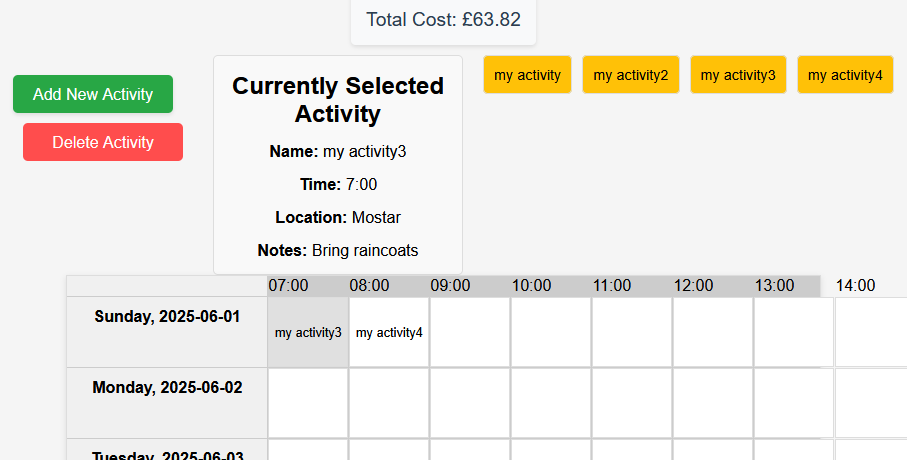 Total Cost: £63.82
Add New Activity
Delete Activity
Currently Selected
Activity
Name: my activity3
Time: 7:00
Location: Mostar
Notes: Bring raincoats
my activity
my activity2
my activity3
my activity4
07:00 08:00 09:00 10:00 11:00 12:00 13:00 14:00
Sunday, 2025-06-01
my activity3 my activity4
Monday, 2025-06-02
Tuesday, 2025-06-03